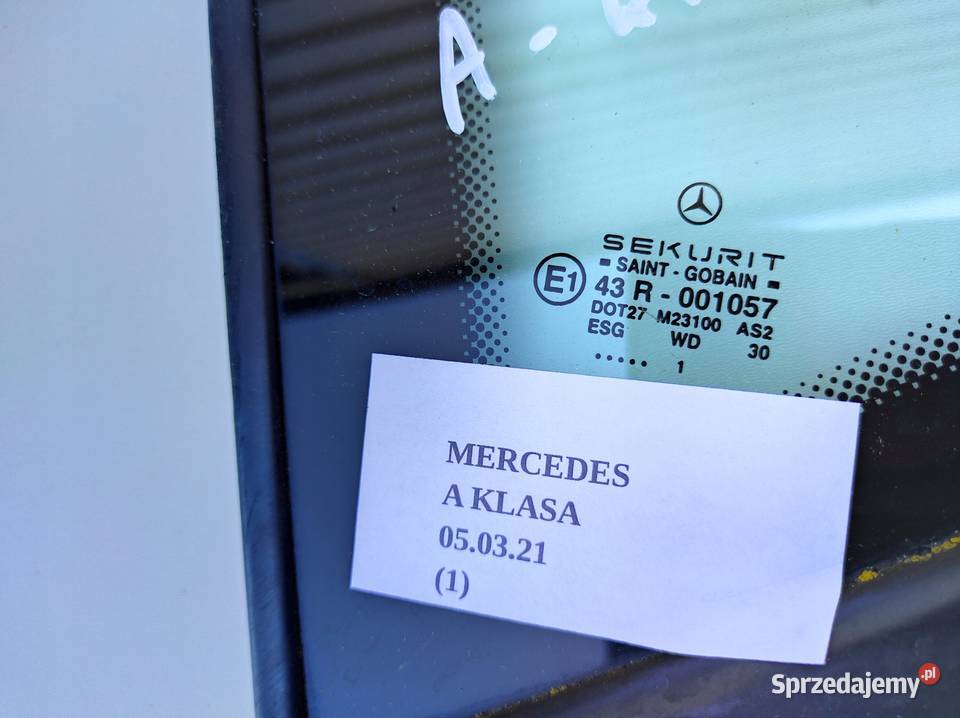 A -
SEKURIT
SAINT - GOBAIN
E1
43 R - 001057
DOT27 M23100 AS2
ESG WD 30
..... 1
MERCEDES
A KLASA
05.03.21
(1)
Sprzedajemy.pl